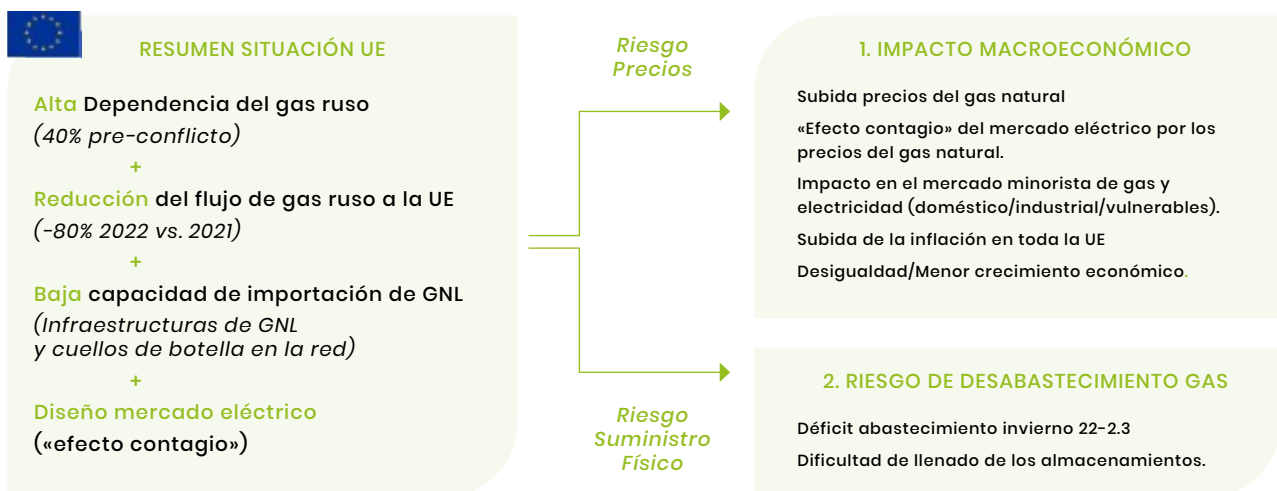 RESUMEN SITUACIÓN UE
Alta Dependencia del gas ruso
(40% pre-conflicto)
+
Reducción del flujo de gas ruso a la UE
(-80% 2022 vs. 2021)
+
Baja capacidad de importación de GNL
(Infraestructuras de GNL
y cuellos de botella en la red)
+
Diseño mercado eléctrico
(«efecto contagio»)
Riesgo
Precios
Riesgo
Suministro
Físico
1. IMPACTO MACROECONÓMICO
Subida precios del gas natural
«Efecto contagio» del mercado eléctrico por los
precios del gas natural.
Impacto en el mercado minorista de gas y
electricidad (doméstico/industrial/vulnerables).
Subida de la inflación en toda la UE
Desigualdad/Menor crecimiento económico.
2. RIESGO DE DESABASTECIMIENTO GAS
Déficit abastecimiento invierno 22-2.3
Dificultad de llenado de los almacenamientos.